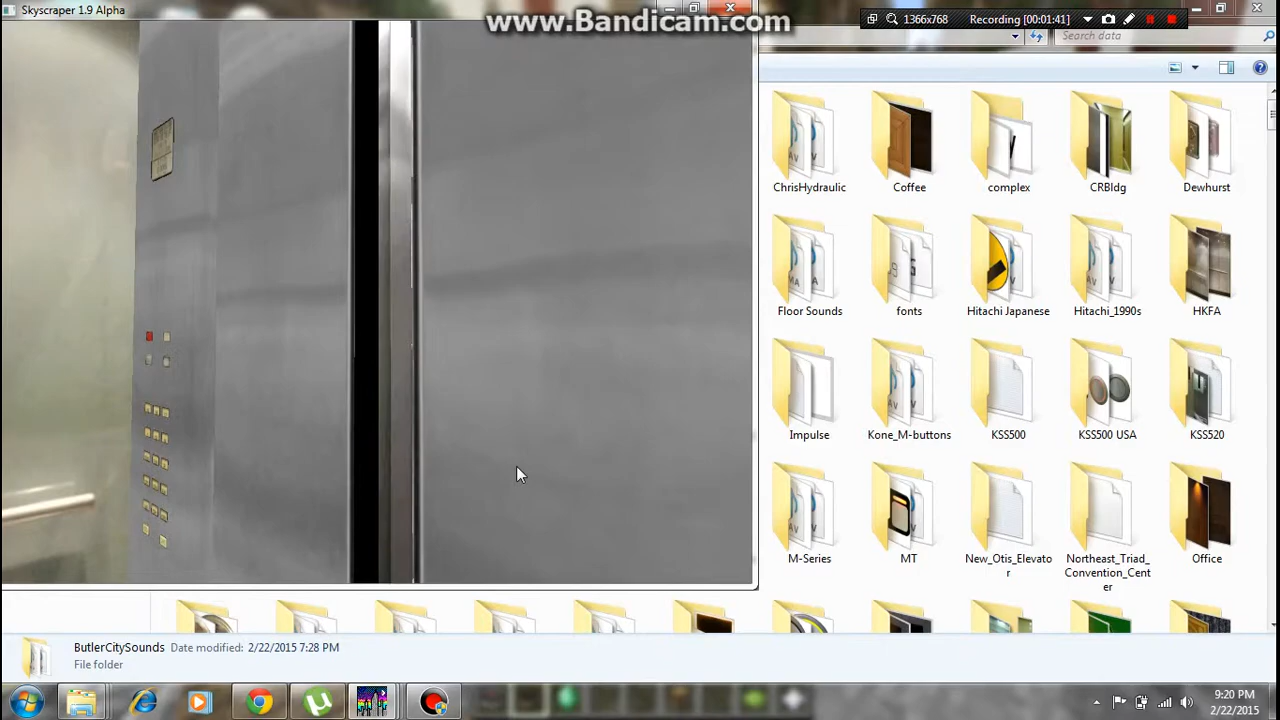 Skyscraper 1.9 Alpha
www.Bandicam.com
1366x768
Recording [00:01:41]
Search data
ChrisHydraulic
Coffee
complex
CRBldg
Dewhurst
Floor Sounds
fonts
Hitachi Japanese
Hitachi_1990s
HKFA
Impulse
Kone_M-buttons
KSS500
KSS500 USA
KSS520
M-Series
MT
New_Otis_Elevato
r
Northeast_Triad_
Convention_Cent
er
Office
ButlerCitySounds
Date modified: 2/22/2015 7:28 PM
File folder
9:20 PM
2/22/2015